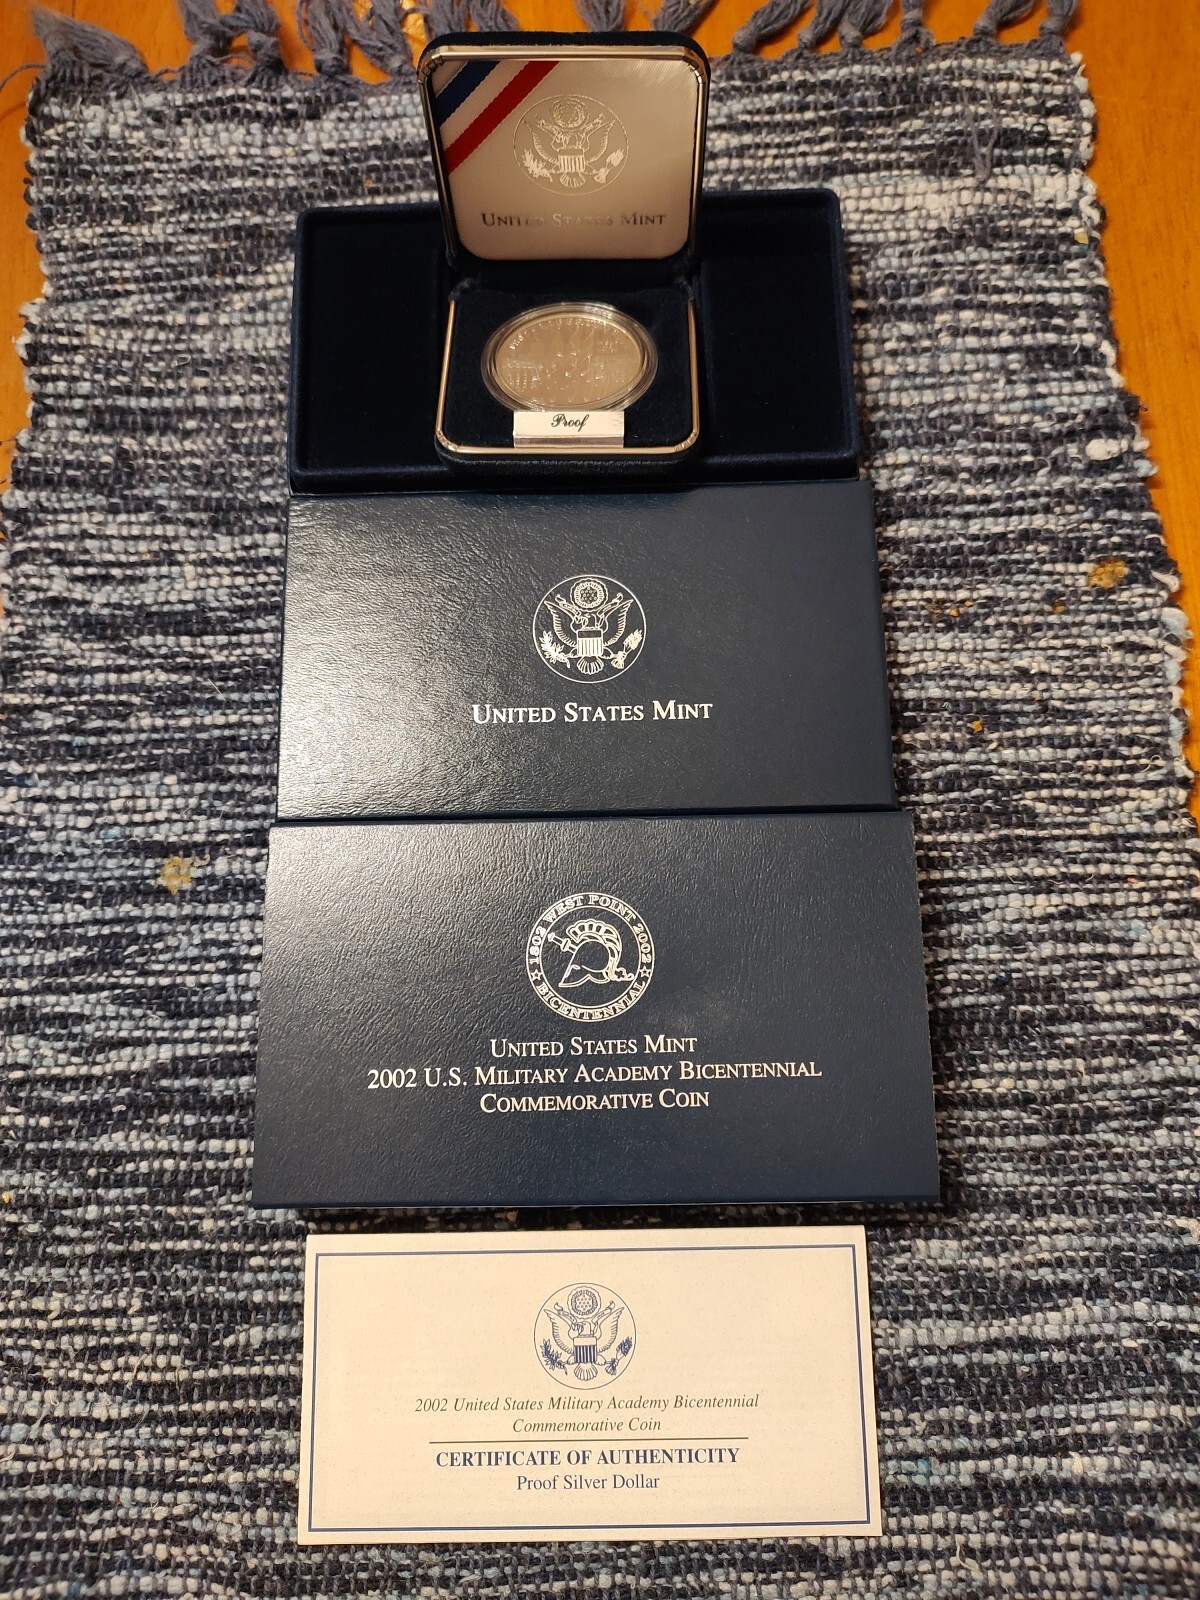 UNITED STATES MINT
Proof
UNITED STATES MINT
1802 WEST POINT 2002
BICENTENNIAL
UNITED STATES MINT
2002 U.S. MILITARY ACADEMY BICENTENNIAL
COMMEMORATIVE COIN
2002 United States Military Academy Bicentennial
Commemorative Coin
CERTIFICATE OF AUTHENTICITY
Proof Silver Dollar